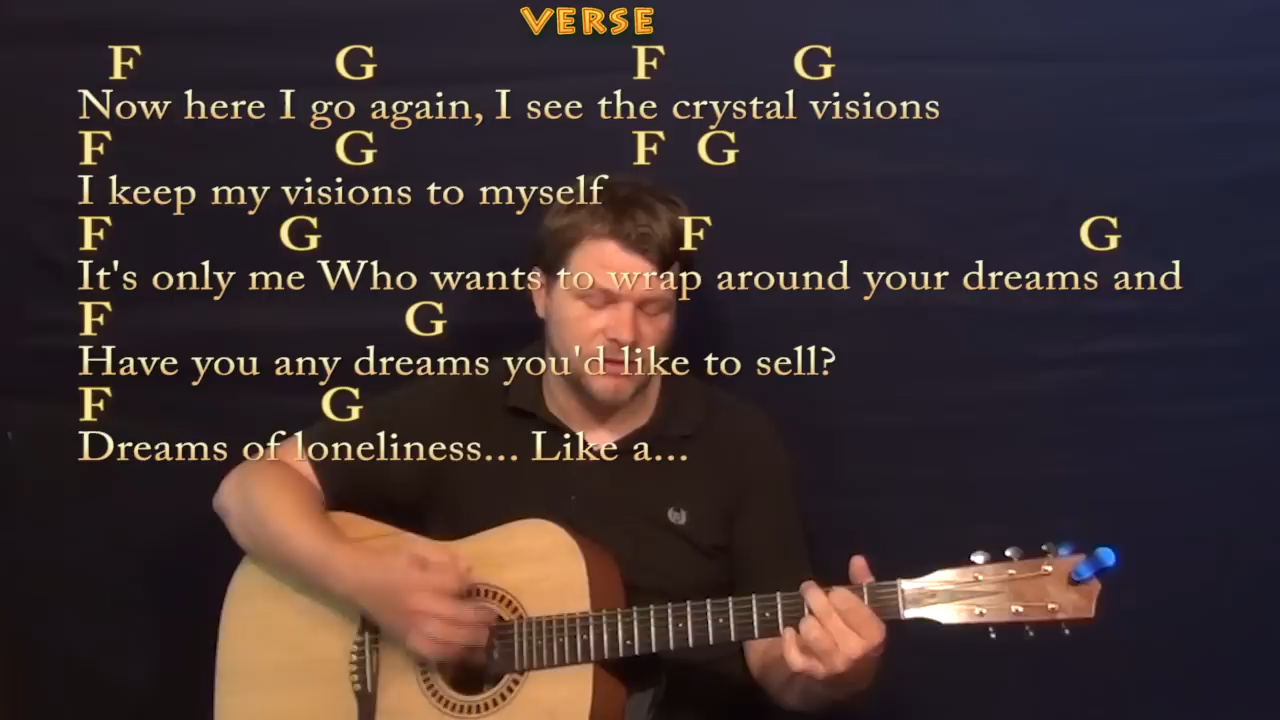 VERSE
F G F G
Now here I go again, I see the crystal visions
F G F G
I keep my visions to myself
F G F G
It's only me Who wants to wrap around your dreams and
F G
Have you any dreams you'd like to sell?
F G
Dreams of loneliness... Like a...